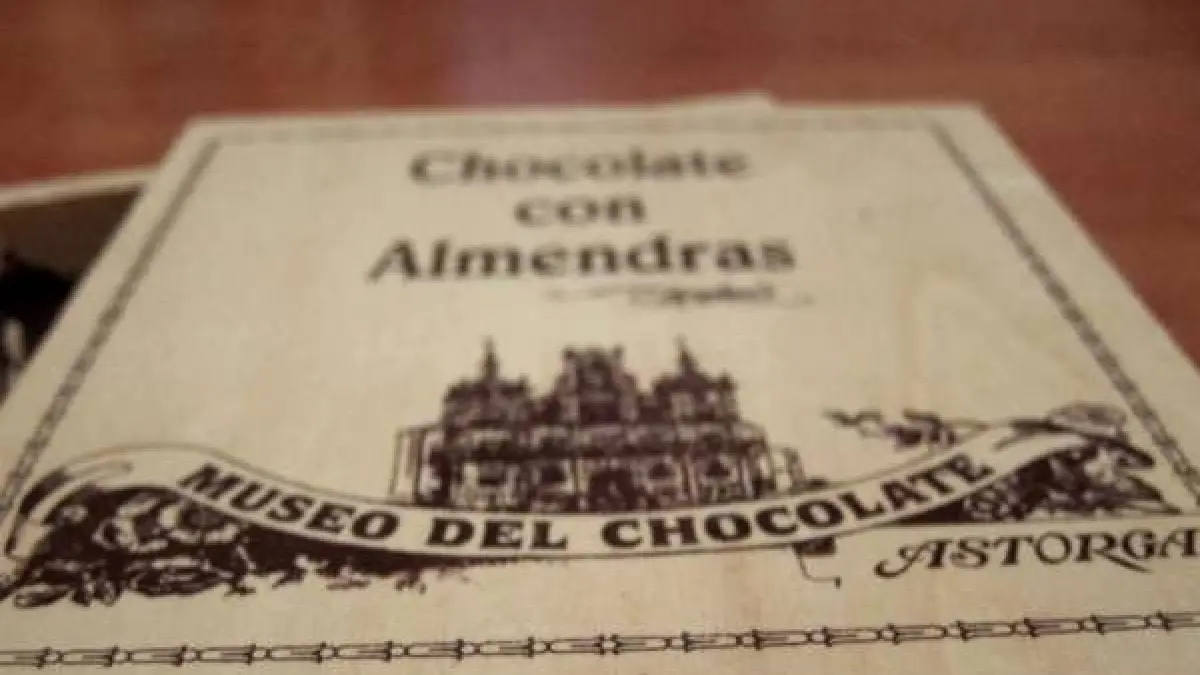 Chocolate
con
Almendras
MUSEO DEL CHOCOLATE
ASTORGA